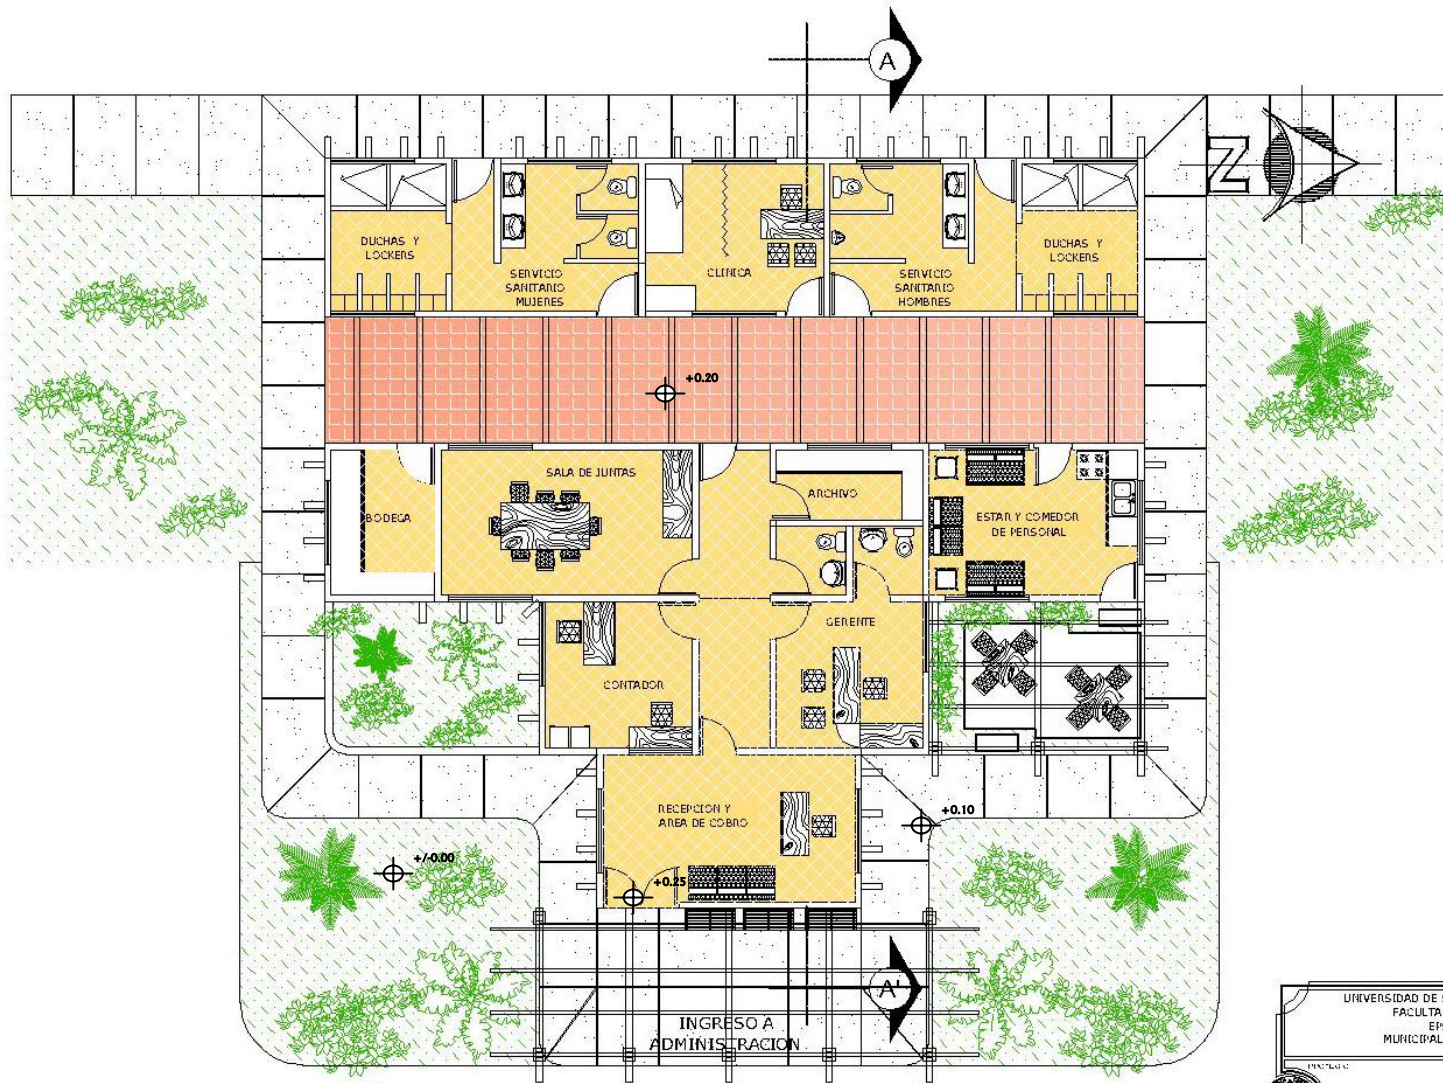 A
N
DUCHAS Y
LOCKERS
SERVICIO
SANITARIO
MUJERES
CLINICA
SERVICIO
SANITARIO
HOMBRES
DUCHAS Y
LOCKERS
+0.20
BODEGA
SALA DE JUNTAS
ARCHIVO
ESTAR Y COMEDOR
DE PERSONAL
CONTADOR
GERENTE
RECEPCION Y
AREA DE COBRO
+0.10
+/-0.00
+0.25
A'
INGRESO A
ADMINISTRACION
UNIVERSIDAD DE
FACULTA
EP
MUNICIPAL